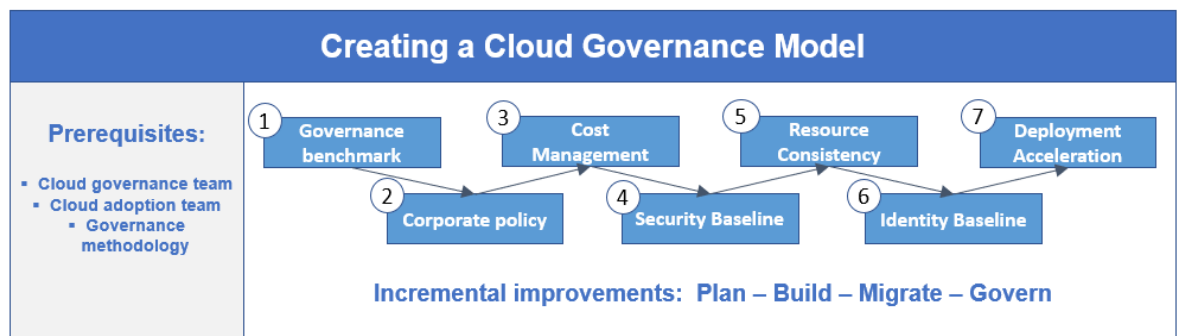 Creating a Cloud Governance Model
Prerequisites:
▪ Cloud governance team
▪ Cloud adoption team
▪ Governance
methodology
1
Governance
benchmark
2
Corporate policy
3
Cost
Management
4
Security Baseline
5
Resource
Consistency
6
Identity Baseline
7
Deployment
Acceleration
Incremental improvements: Plan – Build – Migrate – Govern